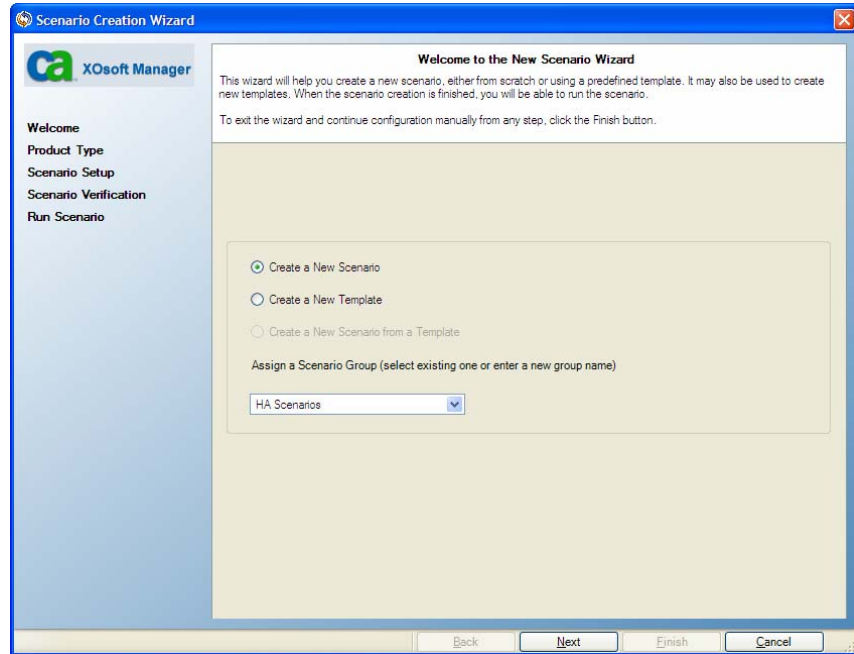 Scenario Creation Wizard
ca XOsoft Manager
Welcome
Product Type
Scenario Setup
Scenario Verification
Run Scenario
Welcome to the New Scenario Wizard
This wizard will help you create a new scenario, either from scratch or using a predefined template. It may also be used to create
new templates. When the scenario creation is finished, you will be able to run the scenario.
To exit the wizard and continue configuration manually from any step, click the Finish button.
Create a New Scenario
Create a New Template
Create a New Scenario from a Template
Assign a Scenario Group (select existing one or enter a new group name)
HA Scenarios
Back Next Finish Cancel